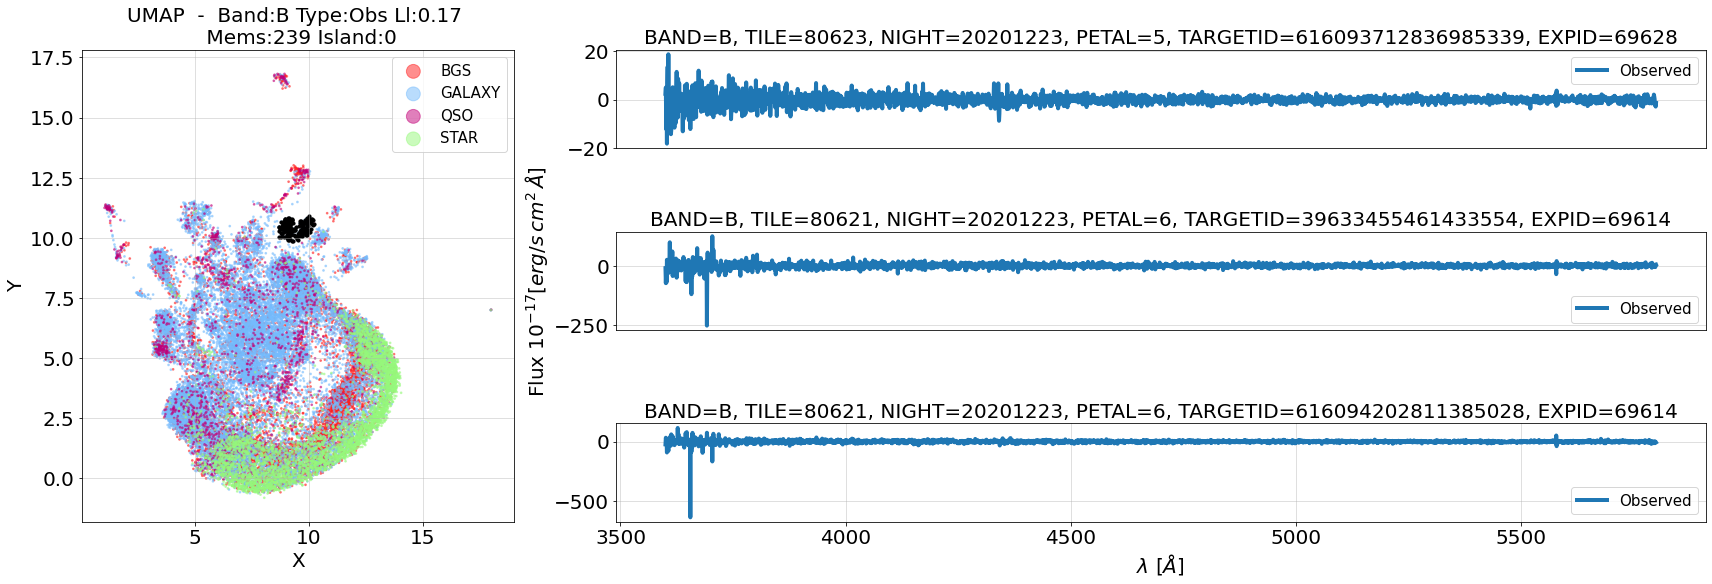 UMAP  -  Band:B Type:Obs Ll:0.17
Mems:239 Island:0
17.5
15.0
12.5
10.0
7.5
5.0
2.5
0.0
Y
5
10
15
X
BGS
GALAXY
QSO
STAR
Flux 10⁻¹⁷[erg/s cm² Å]
BAND=B, TILE=80623, NIGHT=20201223, PETAL=5, TARGETID=616093712836985339, EXPID=69628
20
0
−20
Observed
BAND=B, TILE=80621, NIGHT=20201223, PETAL=6, TARGETID=39633455461433554, EXPID=69614
0
−250
Observed
BAND=B, TILE=80621, NIGHT=20201223, PETAL=6, TARGETID=616094202811385028, EXPID=69614
0
−500
Observed
3500
4000
4500
5000
5500
λ [Å]